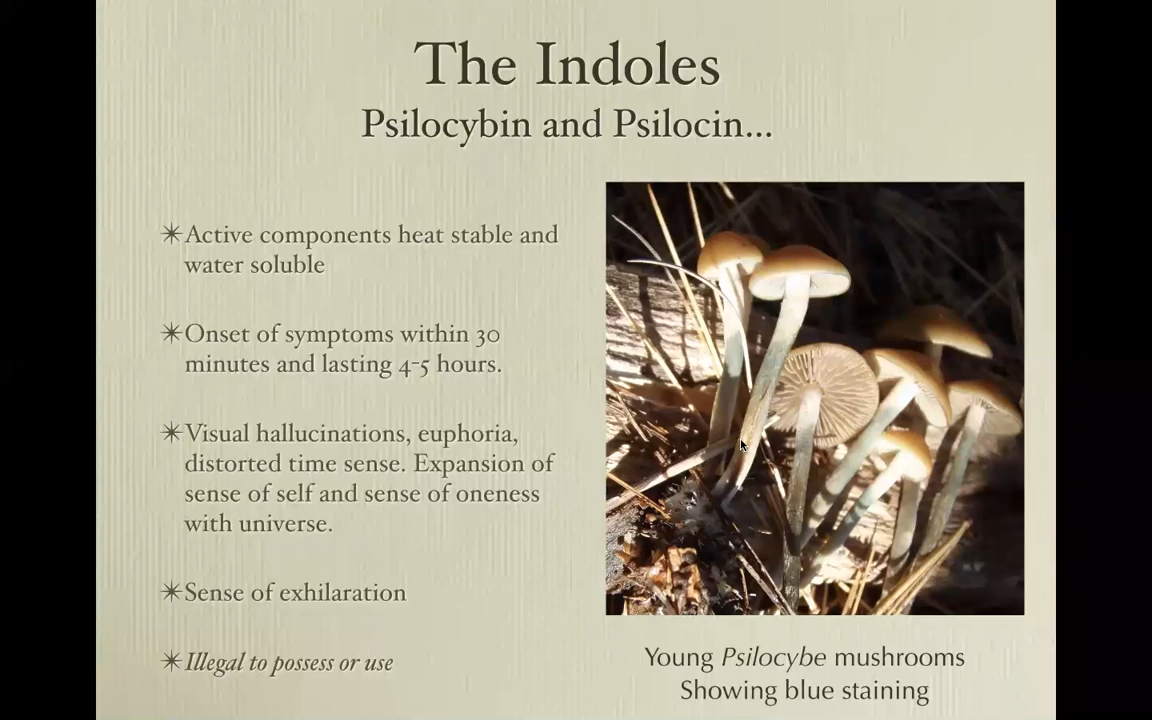 The Indoles
Psilocybin and Psilocin...
✴Active components heat stable and
water soluble
✴Onset of symptoms within 30
minutes and lasting 4-5 hours.
✴Visual hallucinations, euphoria,
distorted time sense. Expansion of
sense of self and sense of oneness
with universe.
✴Sense of exhilaration
✴Illegal to possess or use
Young Psilocybe mushrooms
Showing blue staining